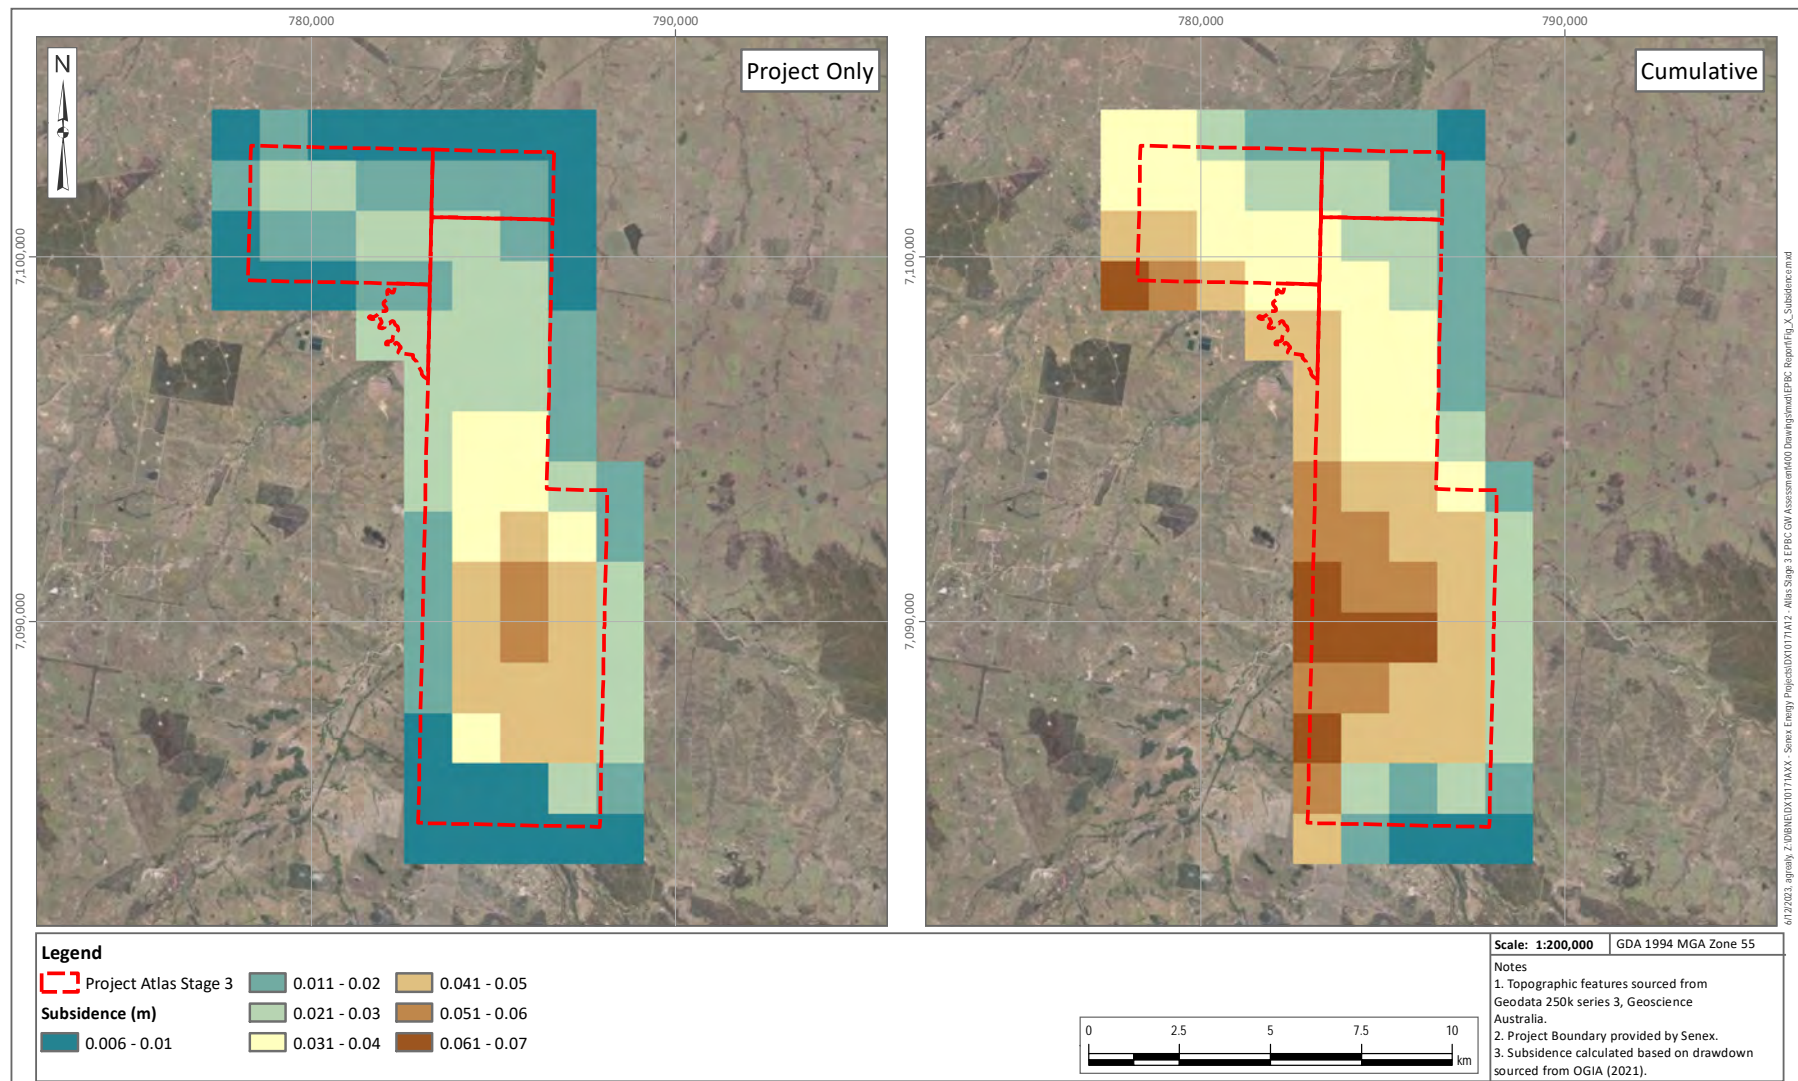 780,000
790,000
780,000
790,000
N
Project Only
Cumulative
7,100,000
7,090,000
7,100,000
7,090,000
Legend
Project Atlas Stage 3
Subsidence (m)
0.006 - 0.01
0.011 - 0.02
0.021 - 0.03
0.031 - 0.04
0.041 - 0.05
0.051 - 0.06
0.061 - 0.07
0 2.5 5 7.5 10
km
Scale: 1:200,000
GDA 1994 MGA Zone 55
Notes
1. Topographic features sourced from
Geodata 250k series 3, Geoscience
Australia.
2. Project Boundary provided by Senex.
3. Subsidence calculated based on drawdown
sourced from OGIA (2021).